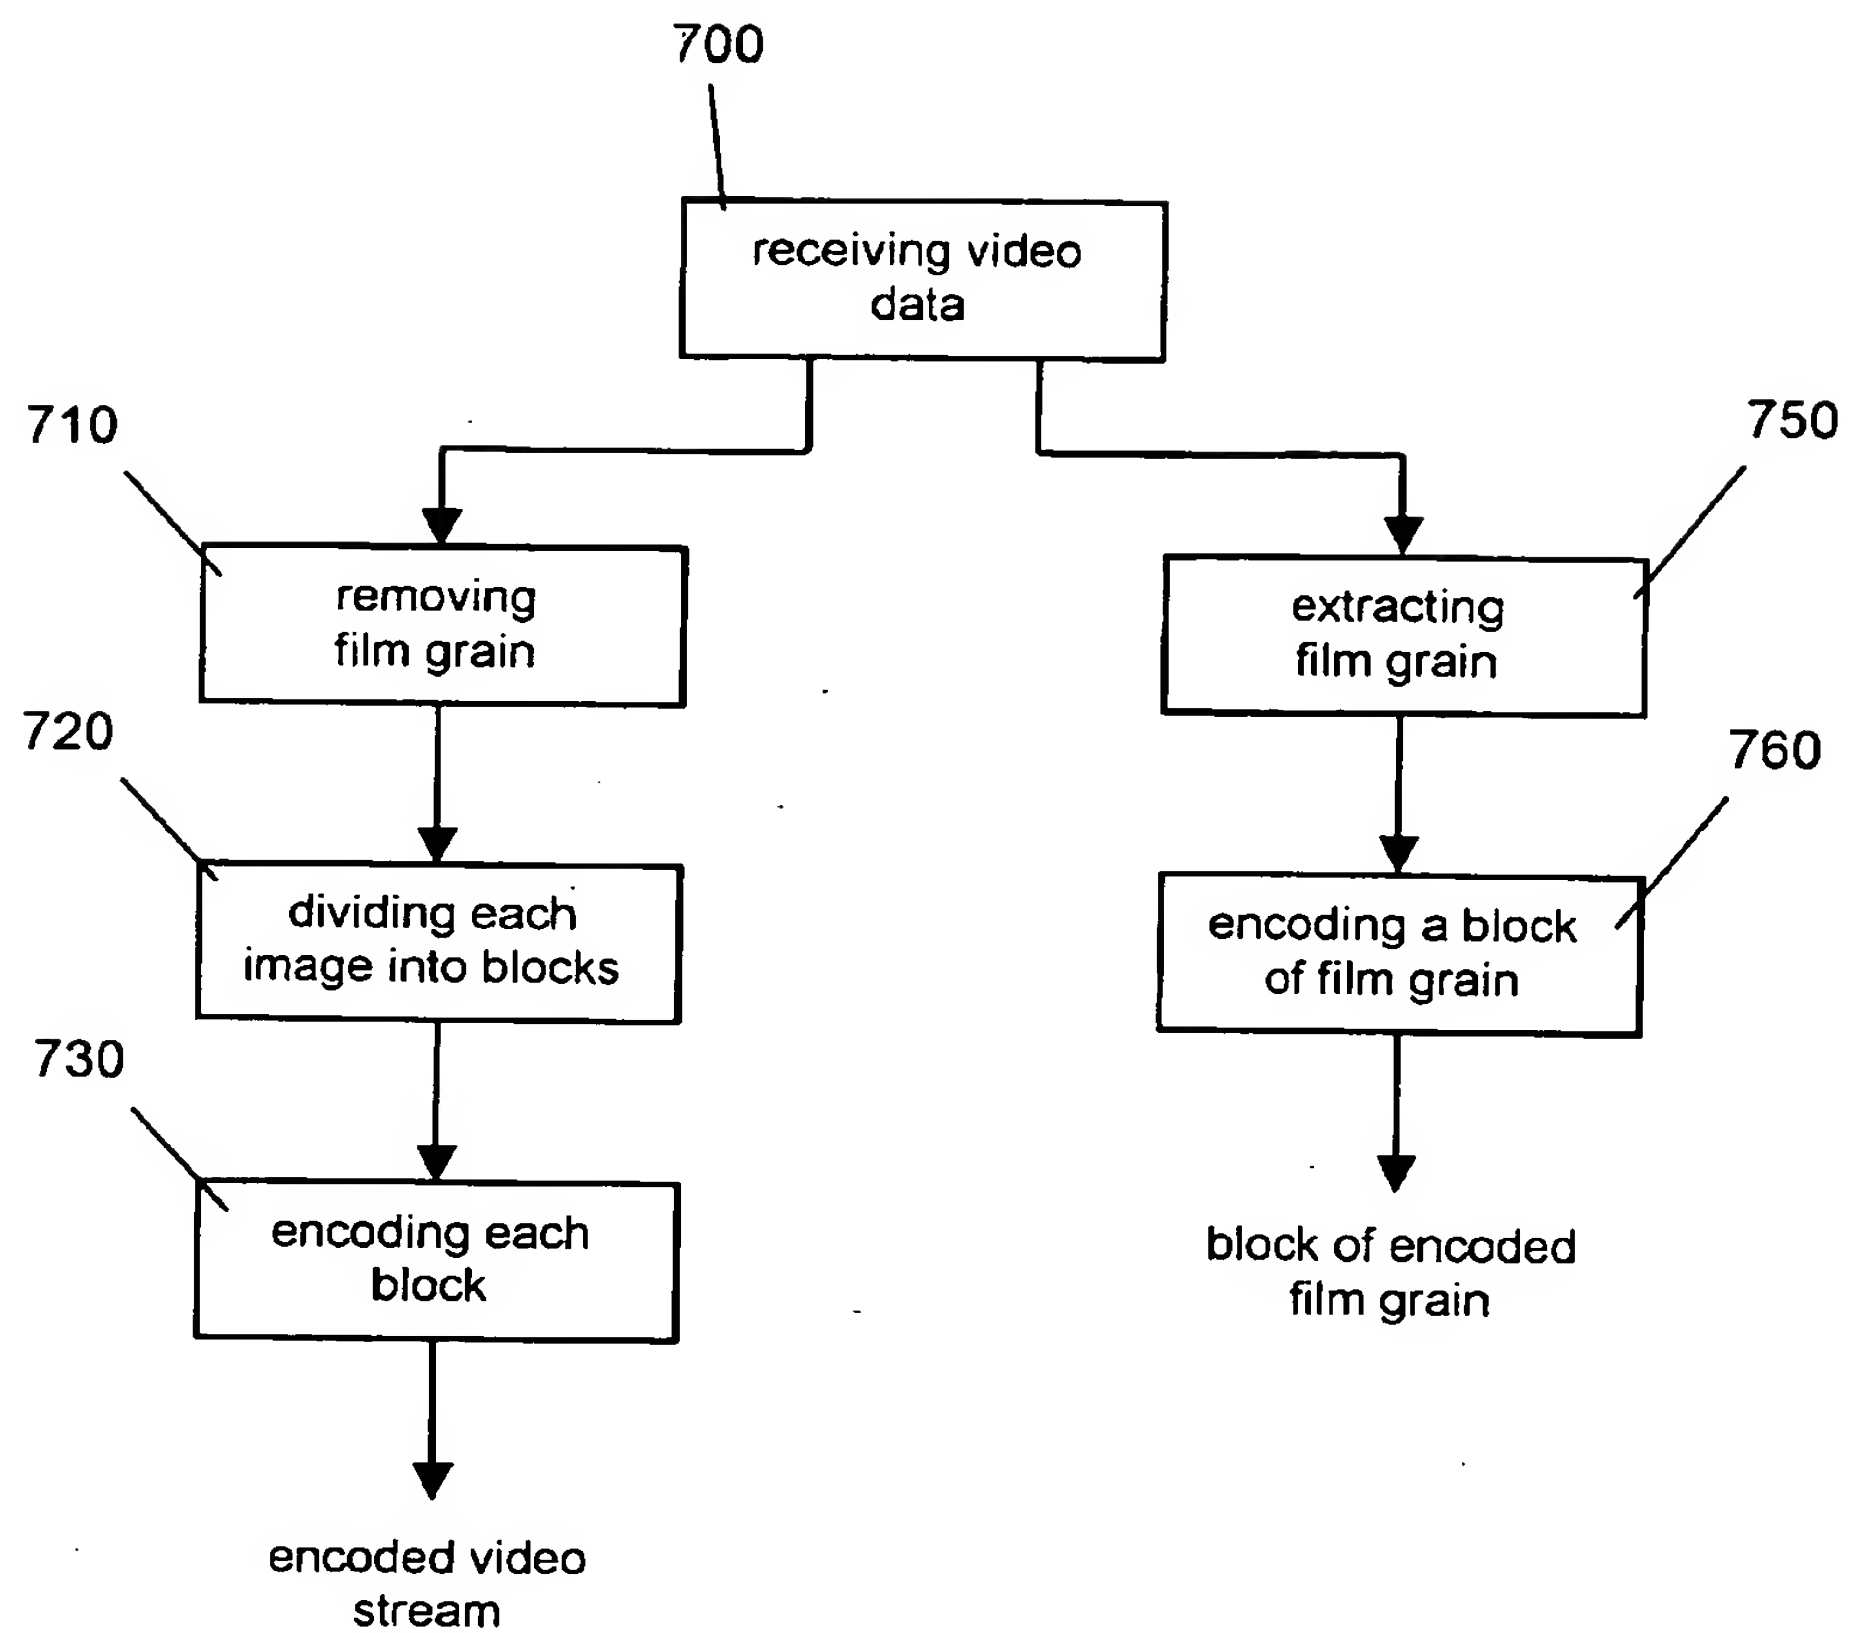 700
receiving video
data
710
750
removing
film grain
extracting
film grain
720
760
dividing each
image into blocks
encoding a block
of film grain
730
encoding each
block
block of encoded
film grain
encoded video
stream